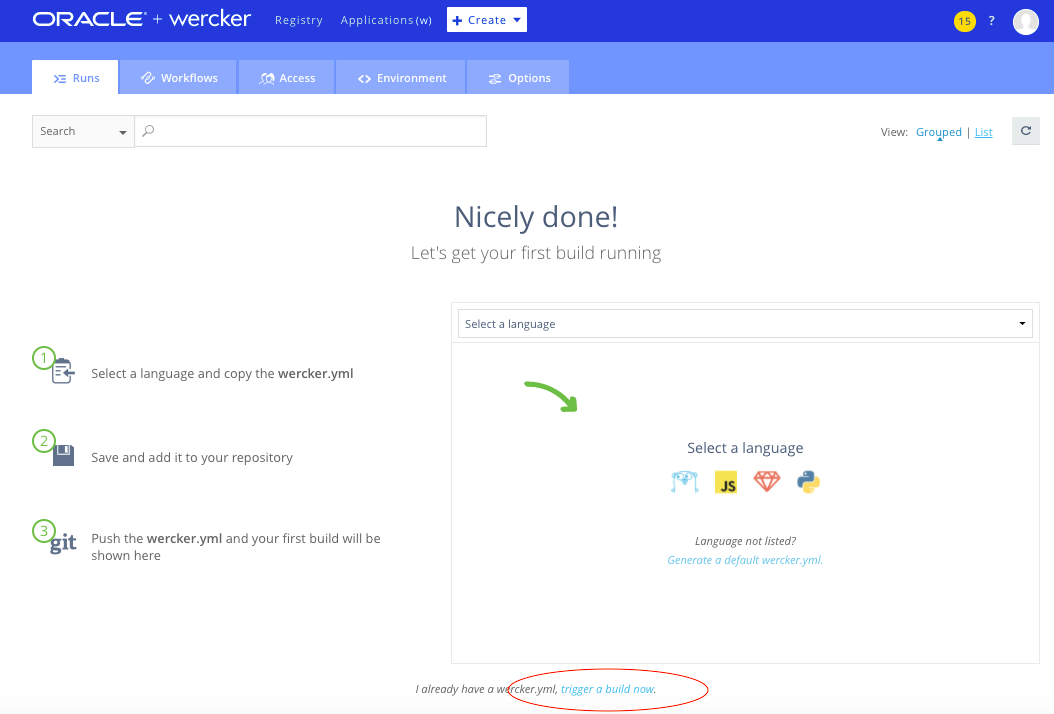 ORACLE + wercker Registry Applications(w) + Create 15 ?
Runs Workflows Access Environment Options
Search View: Grouped | List
Nicely done!
Let's get your first build running
Select a language
1 Select a language and copy the wercker.yml
2 Save and add it to your repository
3 git Push the wercker.yml and your first build will be
shown here
Select a language
JS
Language not listed?
Generate a default wercker.yml.
I already have a wercker.yml, trigger a build now.